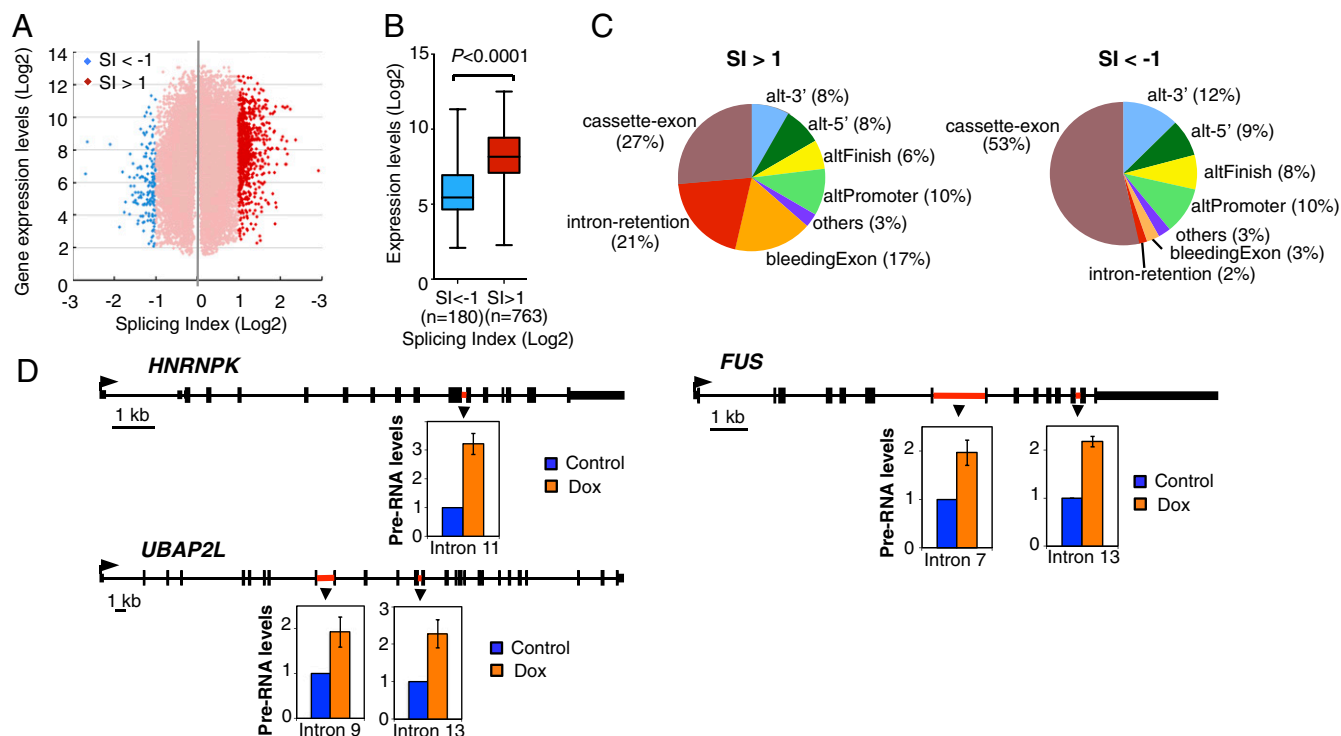 A
Gene expression levels (Log2)
14
12
10
8
6
4
2
0
SI < -1
SI > 1
-3
-2
-1
0
1
2
-3
Splicing Index (Log2)
B
P<0.0001
Expression levels (Log2)
15
10
5
0
SI<-1
SI>1
(n=180)
(n=763)
Splicing Index (Log2)
C
SI > 1
alt-3' (8%)
alt-5' (8%)
altFinish (6%)
altPromoter (10%)
others (3%)
bleedingExon (17%)
intron-retention
(21%)
cassette-exon
(27%)
SI < -1
alt-3' (12%)
alt-5' (9%)
altFinish (8%)
altPromoter (10%)
others (3%)
bleedingExon (3%)
intron-retention (2%)
cassette-exon
(53%)
D
HNRNPK
1 kb
Pre-RNA levels
3
2
1
0
Intron 11
Control
Dox
FUS
1 kb
Pre-RNA levels
2
1
0
Intron 7
2
1
0
Intron 13
Control
Dox
UBAP2L
1 kb
Pre-RNA levels
2
1
0
Intron 9
3
2
1
0
Intron 13
Control
Dox